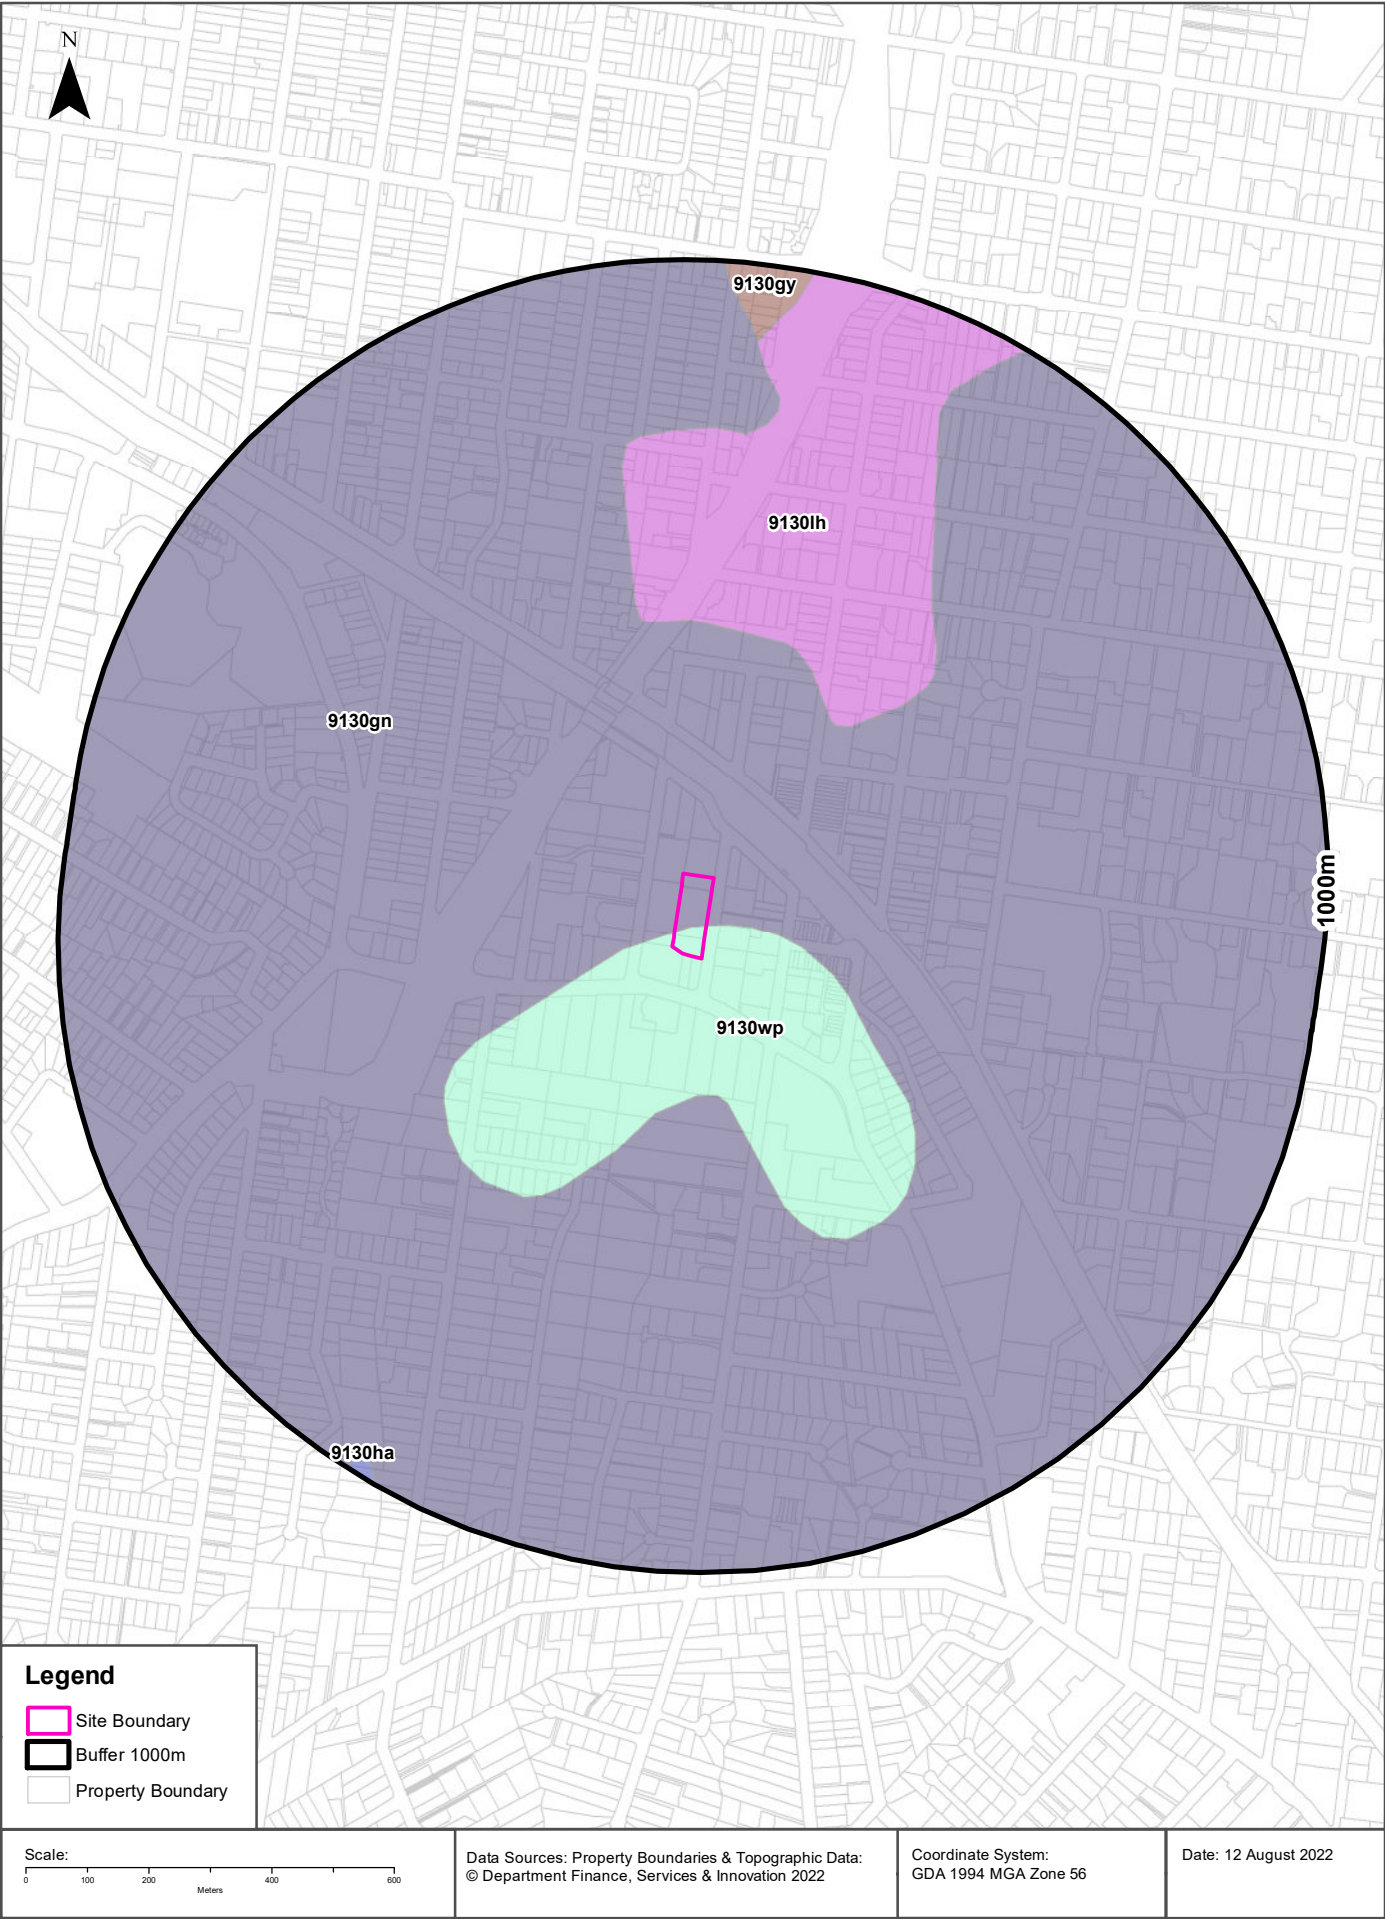 N
9130gy
9130lh
9130gn
1000m
9130wp
9130ha
Legend
Site Boundary
Buffer 1000m
Property Boundary
Scale:
0 100 200 400 600
Meters
Data Sources: Property Boundaries & Topographic Data:
© Department Finance, Services & Innovation 2022
Coordinate System:
GDA 1994 MGA Zone 56
Date: 12 August 2022